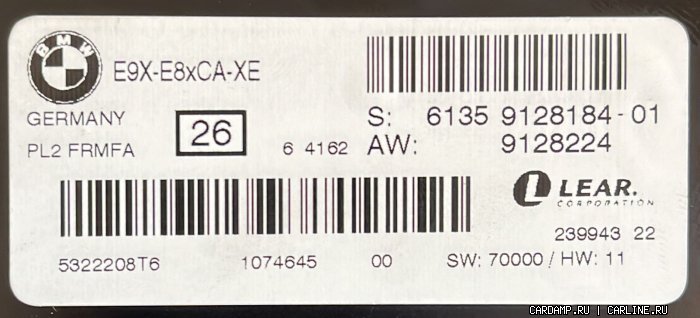 BMW
E9X-E8xCA-XE
GERMANY
26
PL2 FRMFA
6 4162
S: 6135 9128184-01
AW: 9128224
LEAR.
CORPORATION
239943 22
5322208T6 1074645 00 SW: 70000 / HW: 11
CARDAMP.RU | CARLINE.RU